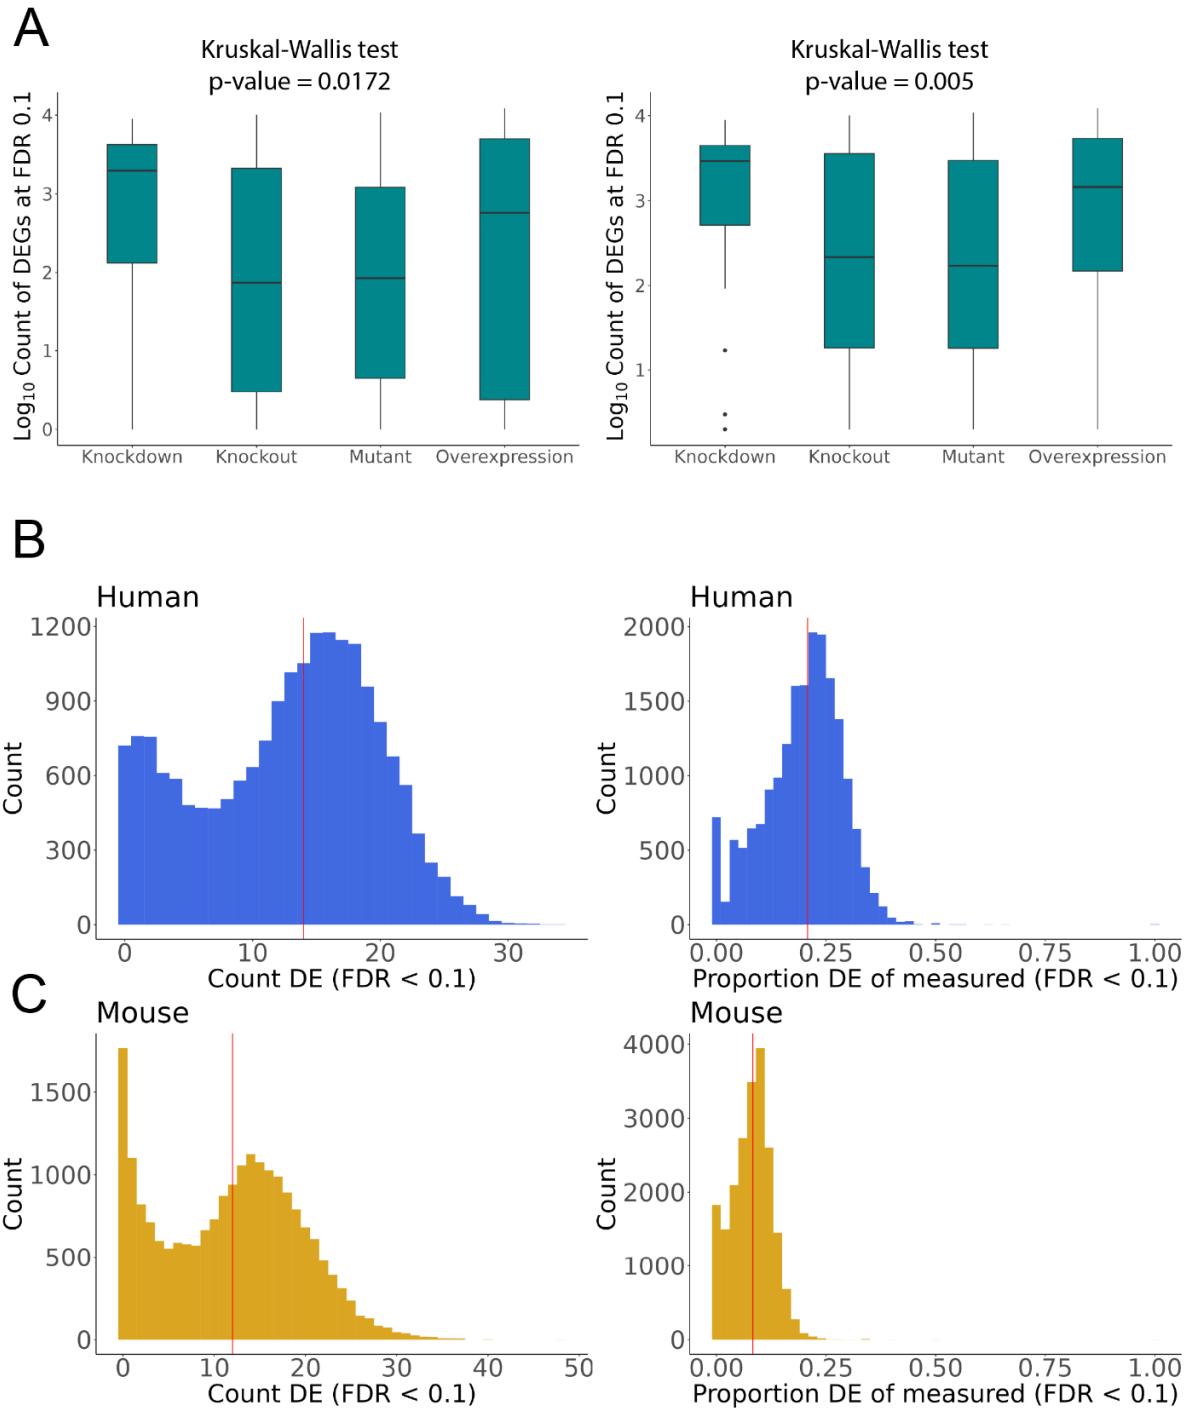 A
Kruskal-Wallis test
p-value = 0.0172
Log10 Count of DEGs at FDR 0.1
4
3
2
1
0
Knockdown Knockout Mutant Overexpression
Kruskal-Wallis test
p-value = 0.005
Log10 Count of DEGs at FDR 0.1
4
3
2
1
Knockdown Knockout Mutant Overexpression
B
Human
Count
1200
900
600
300
0
0 10 20 30
Count DE (FDR < 0.1)
Human
Count
2000
1500
1000
500
0
0.00 0.25 0.50 0.75 1.00
Proportion DE of measured (FDR < 0.1)
C
Mouse
Count
1500
1000
500
0
0 10 20 30 40 50
Count DE (FDR < 0.1)
Mouse
Count
4000
3000
2000
1000
0
0.00 0.25 0.50 0.75 1.00
Proportion DE of measured (FDR < 0.1)